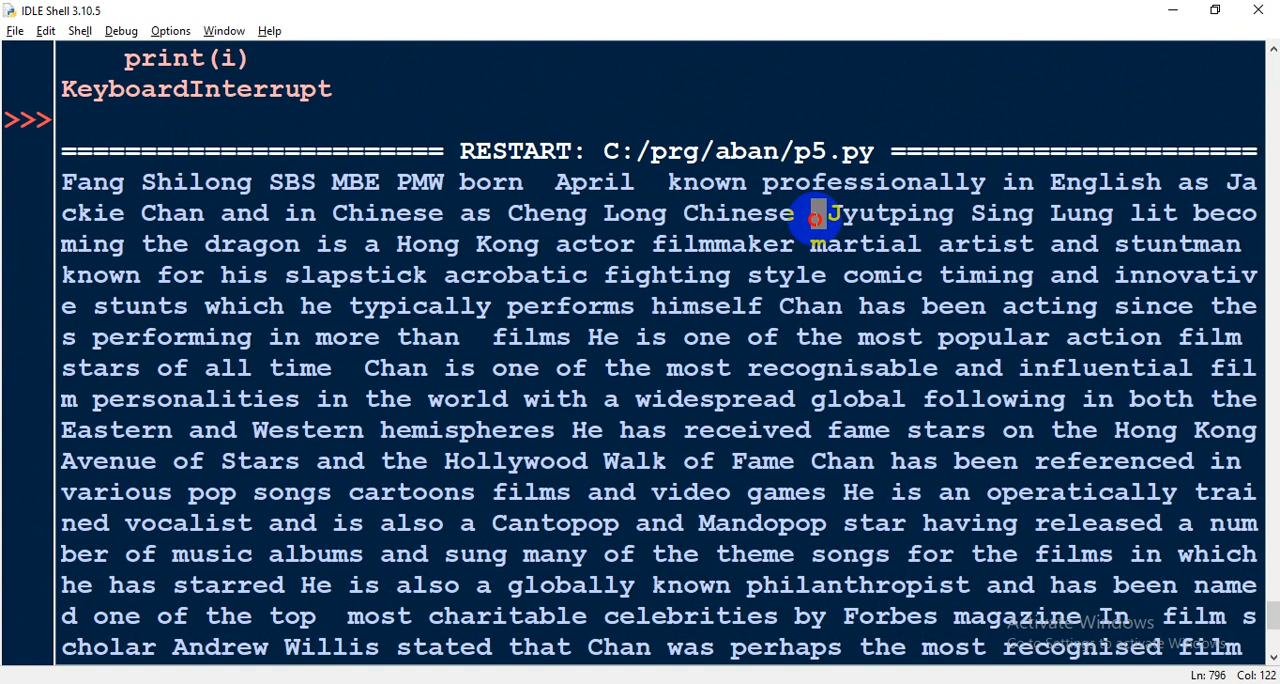 IDLE Shell 3.10.5
File Edit Shell Debug Options Window Help
print(i)
KeyboardInterrupt
>>>
======================== RESTART: C:/prg/aban/p5.py =======================
Fang Shilong SBS MBE PMW born  April  known professionally in English as Ja
ckie Chan and in Chinese as Cheng Long Chinese  Jyutping Sing Lung lit beco
ming the dragon is a Hong Kong actor filmmaker martial artist and stuntman
known for his slapstick acrobatic fighting style comic timing and innovativ
e stunts which he typically performs himself Chan has been acting since the
s performing in more than  films He is one of the most popular action film
stars of all time  Chan is one of the most recognisable and influential fil
m personalities in the world with a widespread global following in both the
Eastern and Western hemispheres He has received fame stars on the Hong Kong
Avenue of Stars and the Hollywood Walk of Fame Chan has been referenced in
various pop songs cartoons films and video games He is an operatically trai
ned vocalist and is also a Cantopop and Mandopop star having released a num
ber of music albums and sung many of the theme songs for the films in which
he has starred He is also a globally known philanthropist and has been name
d one of the top  most charitable celebrities by Forbes magazine In  film s
cholar Andrew Willis stated that Chan was perhaps the most recognised film
Activate Windows
Go to Settings to activate Windows.
Ln: 796 Col: 122